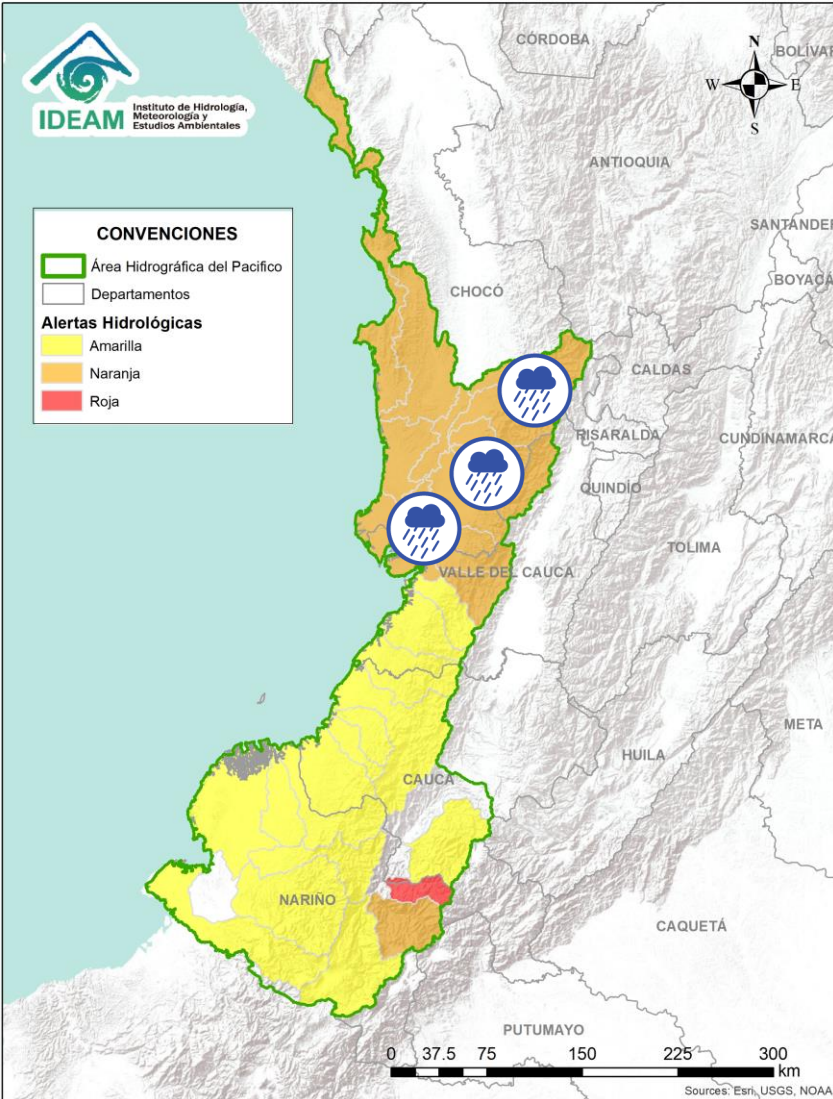 IDEAM
Instituto de Hidrología,
Meteorología y
Estudios Ambientales
CONVENCIONES
Área Hidrográfica del Pacifico
Departamentos
Alertas Hidrológicas
Amarilla
Naranja
Roja
N
W
E
S
CÓRDOBA
BOLÍVAR
ANTIOQUIA
SANTANDER
BOYACÁ
CHOCÓ
CALDAS
RISARALDA
CUNDINAMARCA
QUINDÍO
TOLIMA
VALLE DEL CAUCA
META
HUILA
CAUCA
NARIÑO
CAQUETÁ
PUTUMAYO
0 37.5 75 150 225 300
km
Sources: Esri, USGS, NOAA